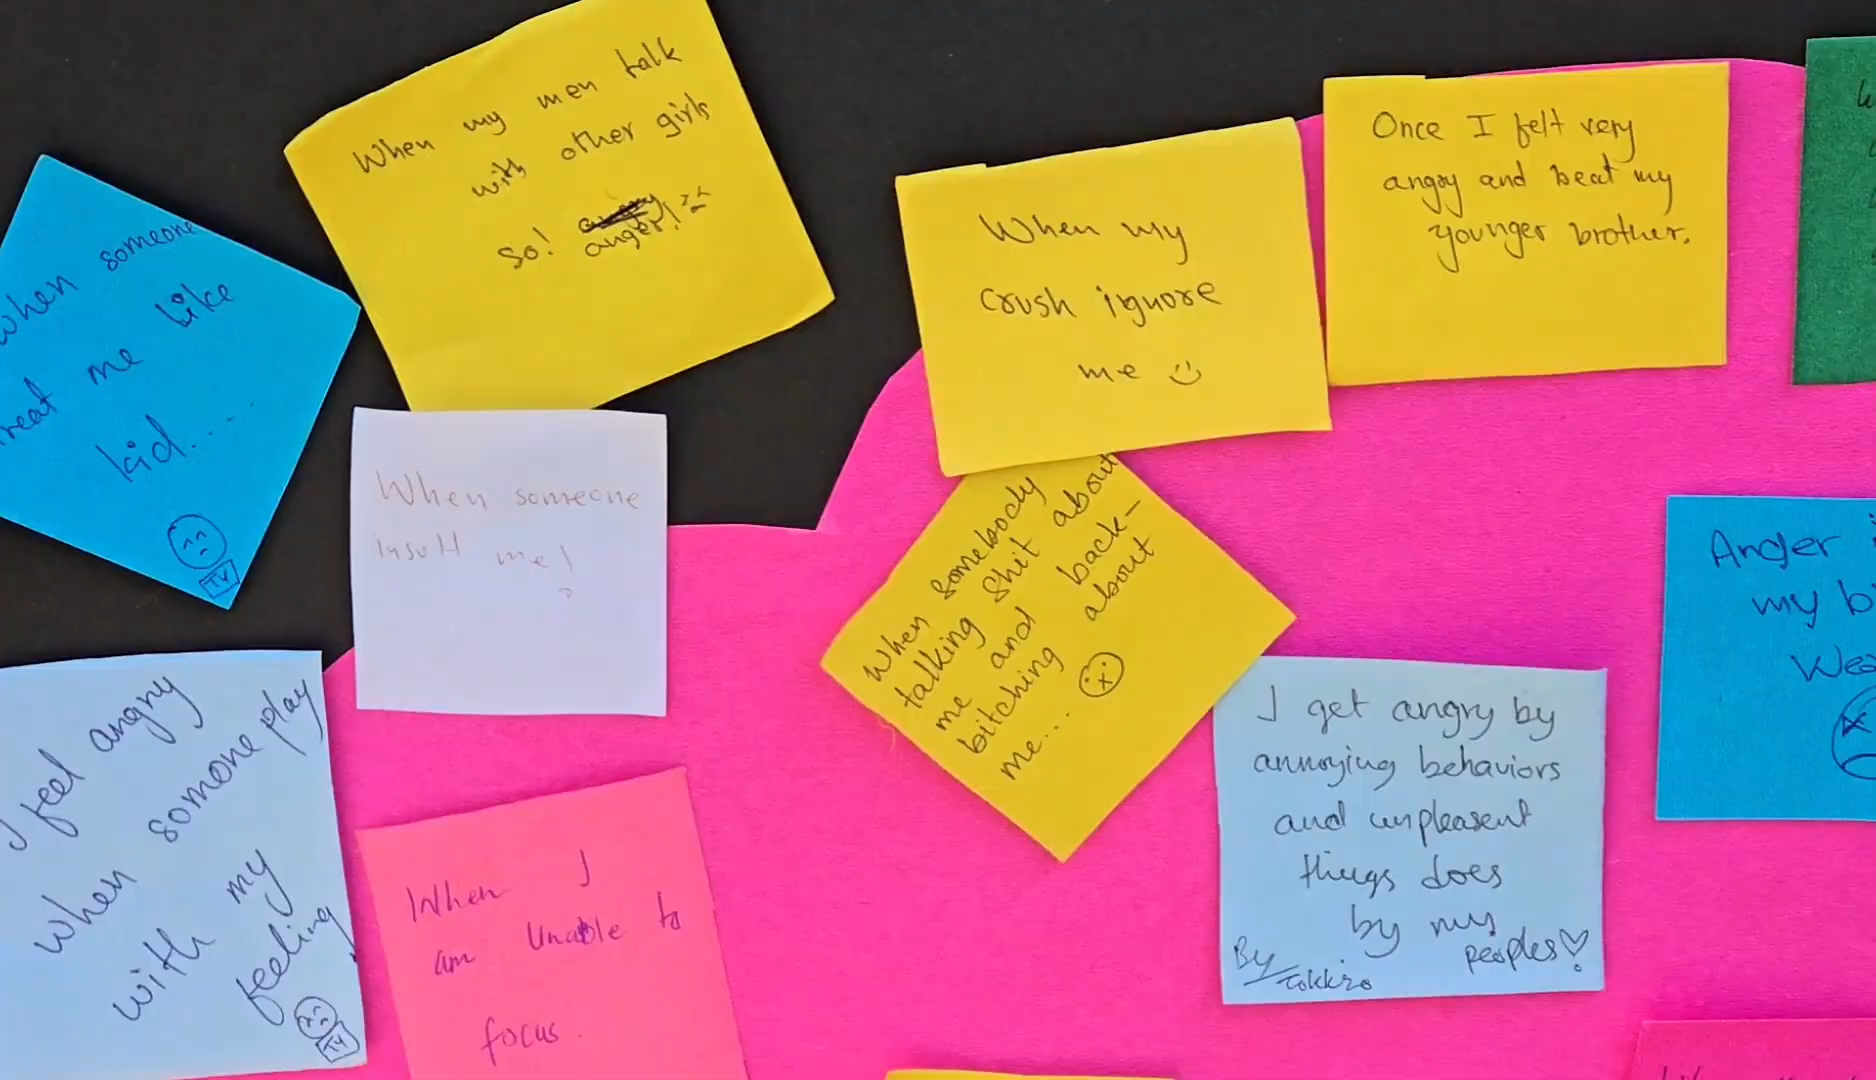 When someone
treat me like
kid....
TY
When my men talk
with other girls
So! angry
anger!
When my
crush ignore
me
Once I felt very
angry and beat my
younger brother.
When someone
insult me!
When somebody
talking shit about
me and back-
bitching about
me...
Anger
my
I feel angry
when someone play
with my
feeling
TY
When I
am unable to
focus.
I get angry by
annoying behaviors
and unpleasent
things does
by my
peoples
By